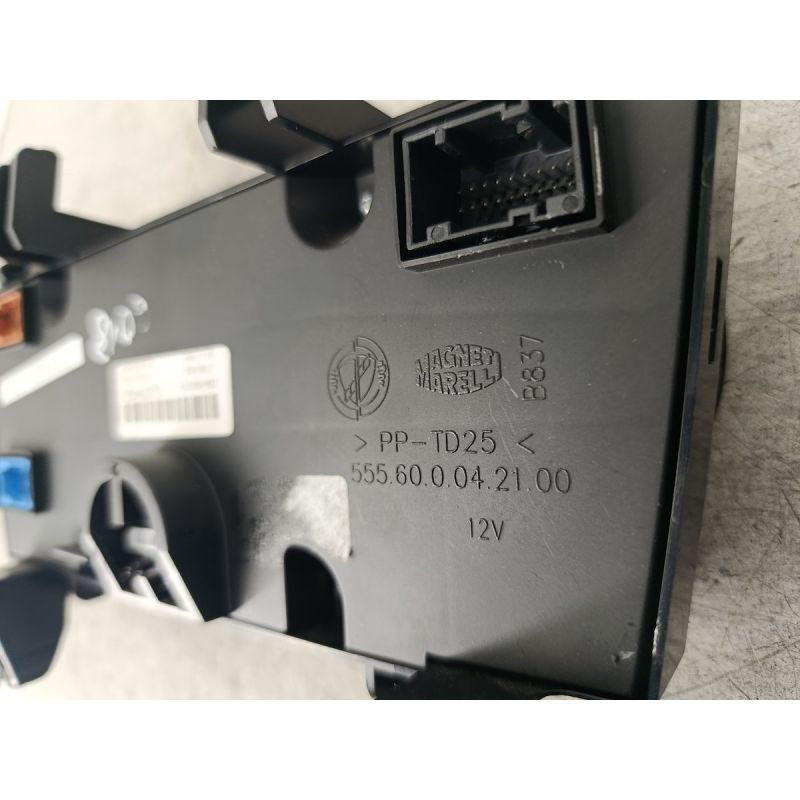 MAGNETI
MARELLI
B837
> PP-TD25 <
555.60.0.04.21.00
12V